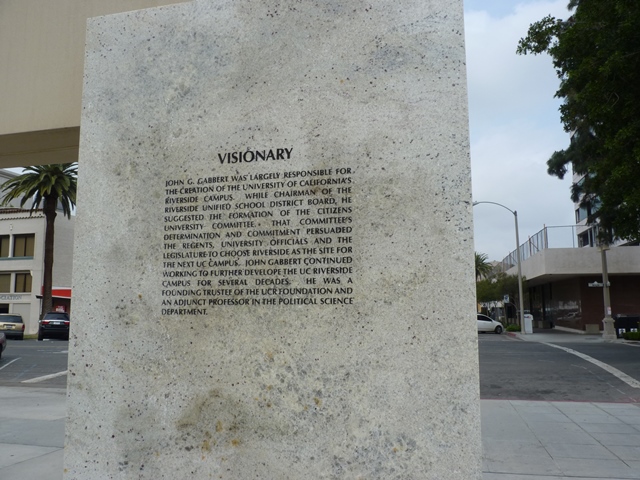 VISIONARY
JOHN G. GABBERT WAS LARGELY RESPONSIBLE FOR
THE CREATION OF THE UNIVERSITY OF CALIFORNIA'S
RIVERSIDE CAMPUS. WHILE CHAIRMAN OF THE
RIVERSIDE UNIFIED SCHOOL DISTRICT BOARD, HE
SUGGESTED THE FORMATION OF THE CITIZENS
UNIVERSITY COMMITTEE. THAT COMMITTEE'S
DETERMINATION AND COMMITMENT PERSUADED
THE REGENTS, UNIVERSITY OFFICIALS AND THE
LEGISLATURE TO CHOOSE RIVERSIDE AS THE SITE FOR
THE NEXT UC CAMPUS. JOHN GABBERT CONTINUED
WORKING TO FURTHER DEVELOPE THE UC RIVERSIDE
CAMPUS FOR SEVERAL DECADES. HE WAS A
FOUNDING TRUSTEE OF THE UCR FOUNDATION AND
AN ADJUNCT PROFESSOR IN THE POLITICAL SCIENCE
DEPARTMENT.